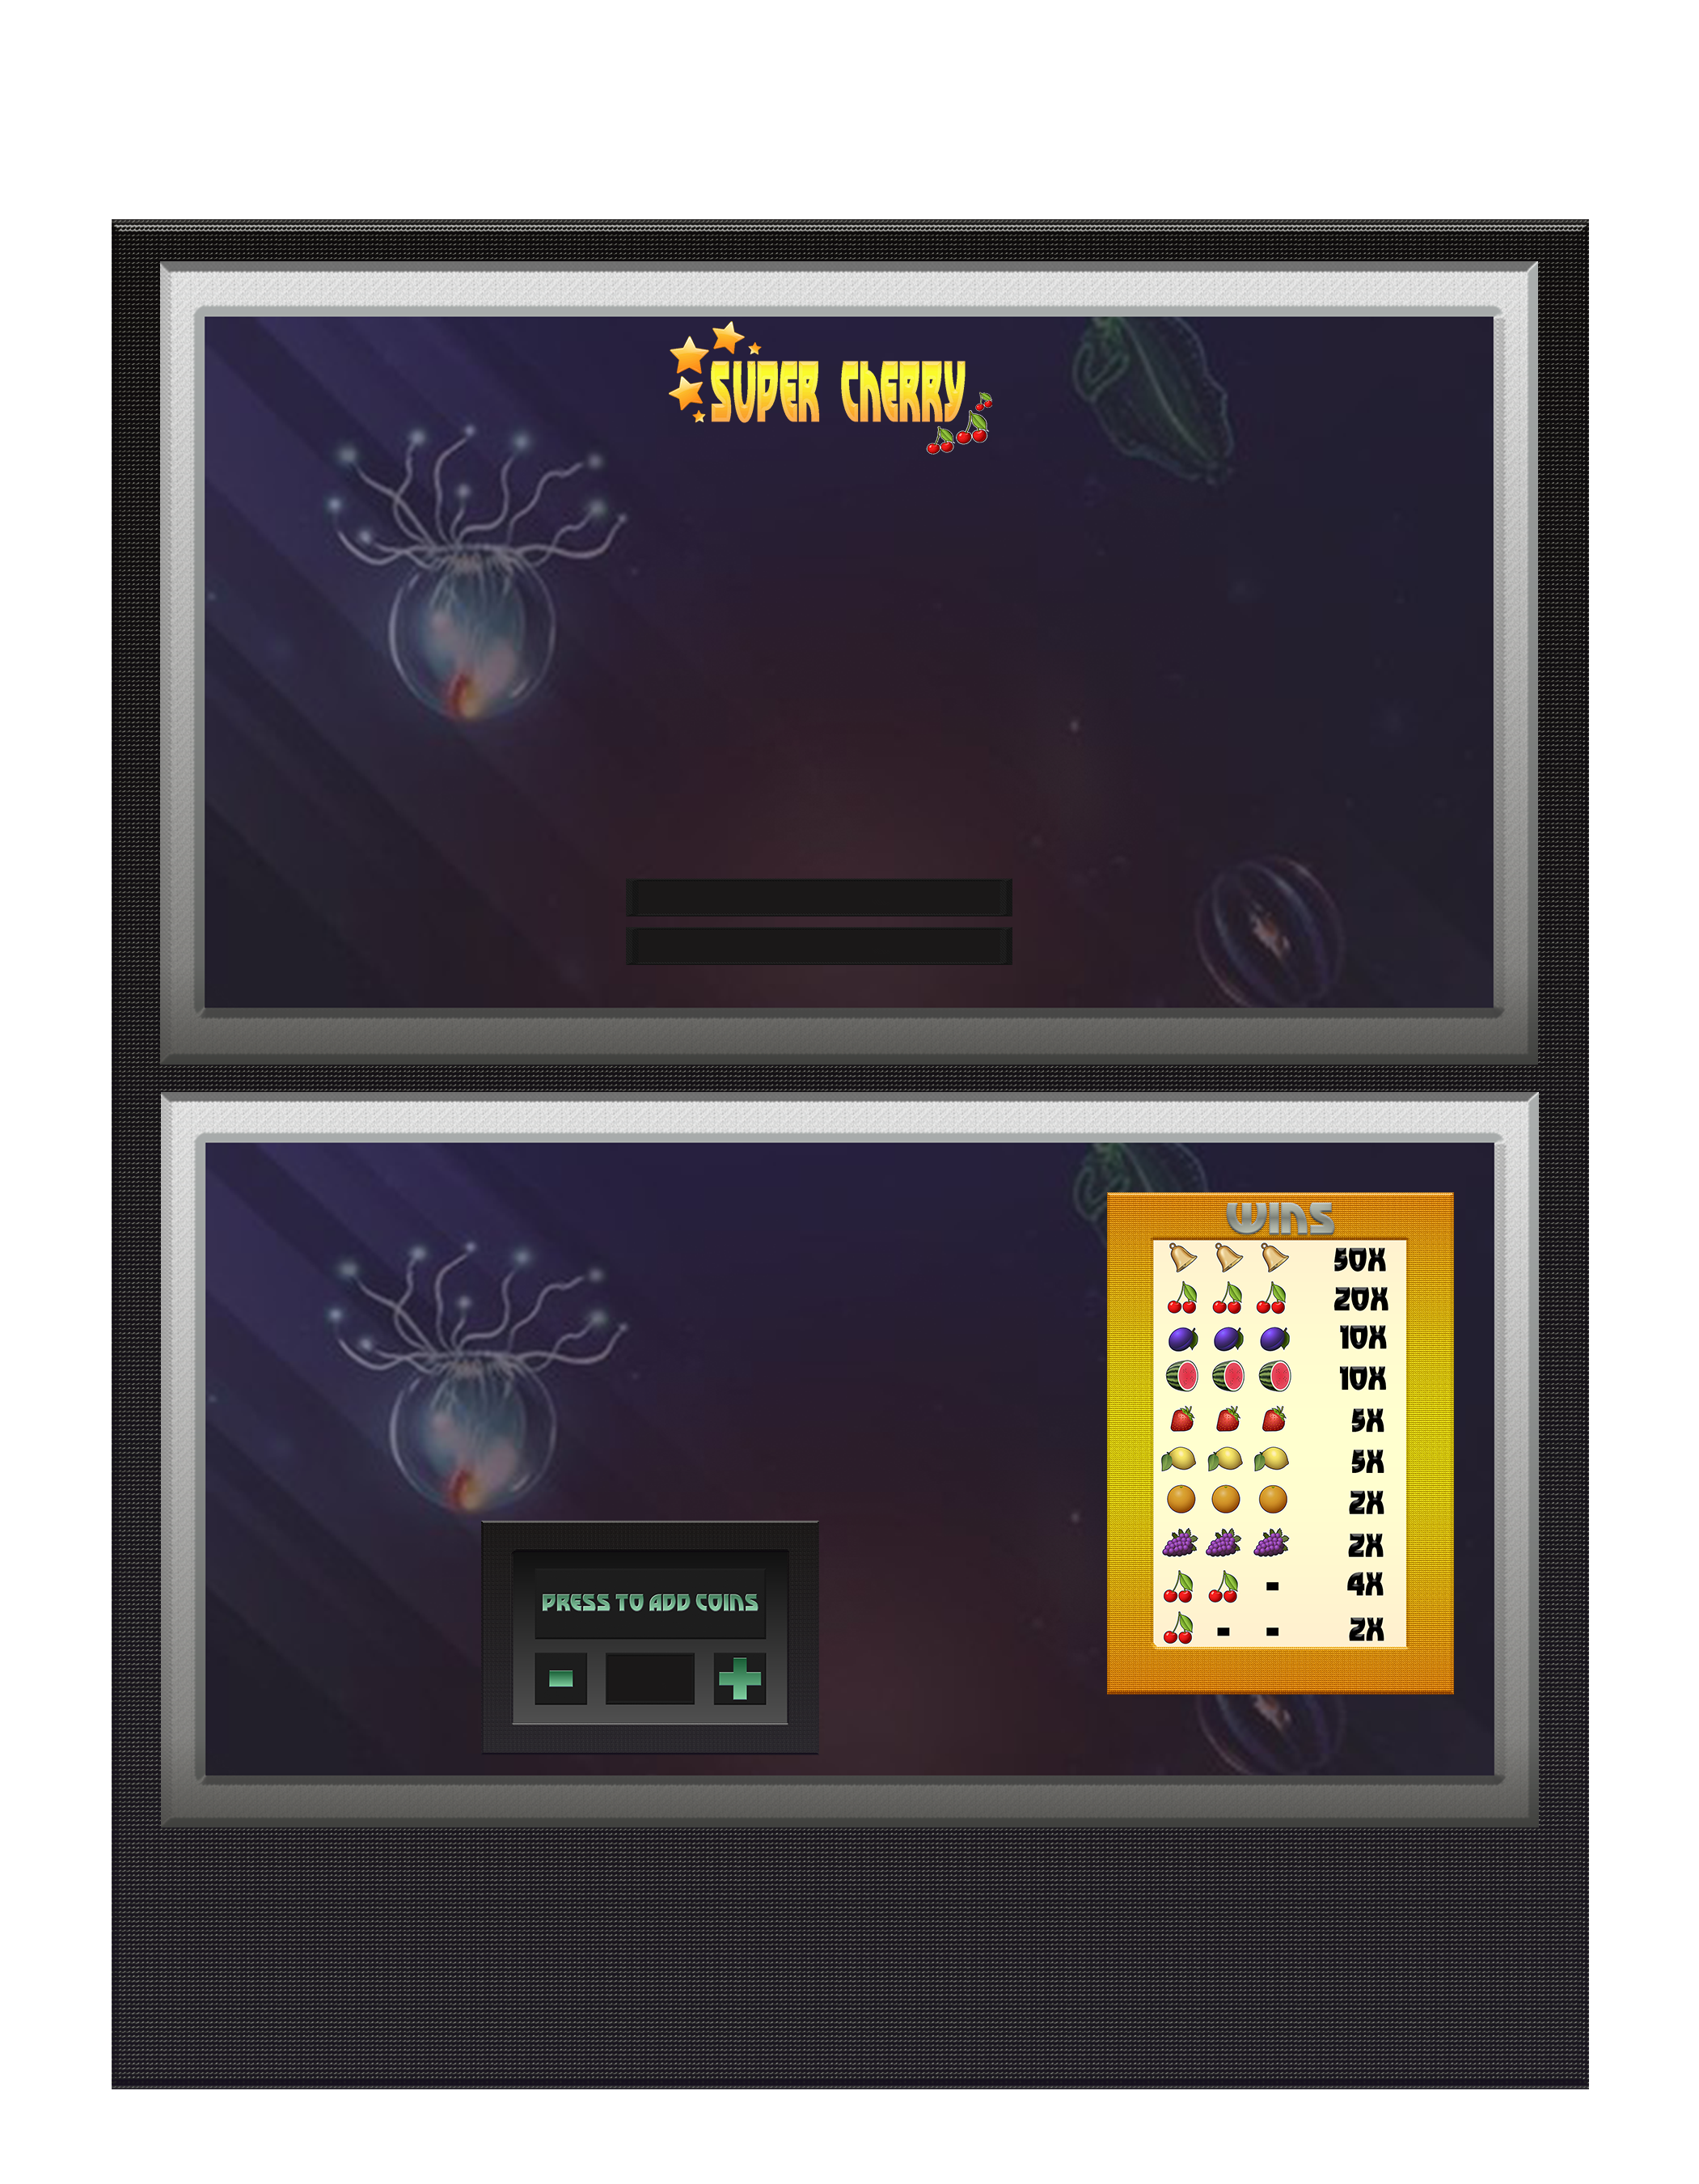 SUPER CHERRY
WINS
50X
20X
10X
10X
5X
5X
2X
2X
- 4X
- - 2X
PRESS TO ADD COINS
- +